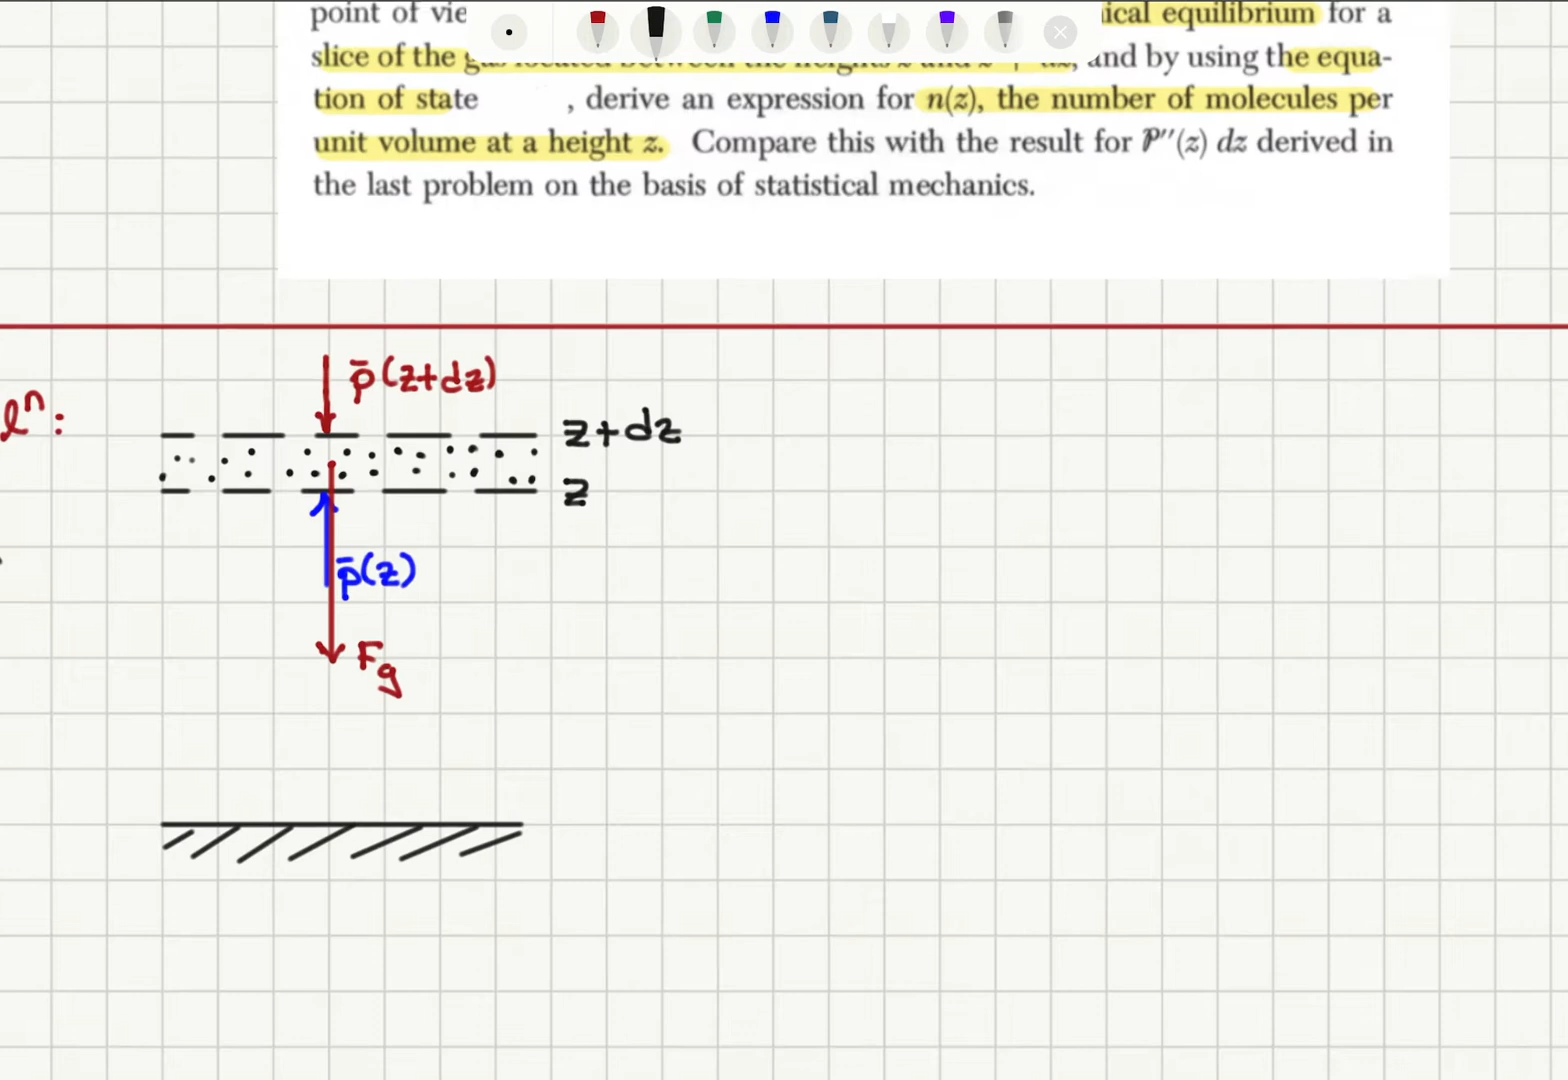 point of vie ical equilibrium for a
slice of the and by using the equa-
tion of state , derive an expression for n(z), the number of molecules per
unit volume at a height z. Compare this with the result for P''(z) dz derived in
the last problem on the basis of statistical mechanics.
p̄(z+dz)
lⁿ:
z+dz
z
p̄(z)
Fg